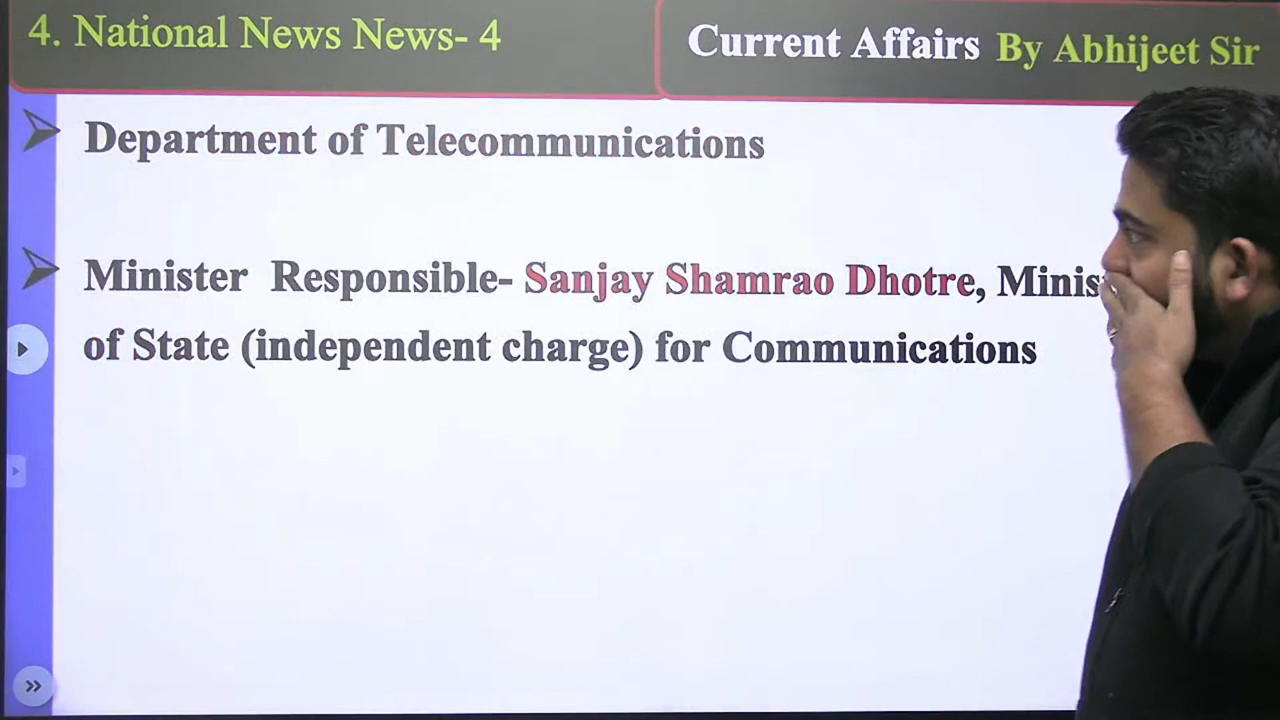 4. National News News- 4
Current Affairs By Abhijeet Sir
Department of Telecommunications
Minister Responsible- Sanjay Shamrao Dhotre,
of State (independent charge) for Communications